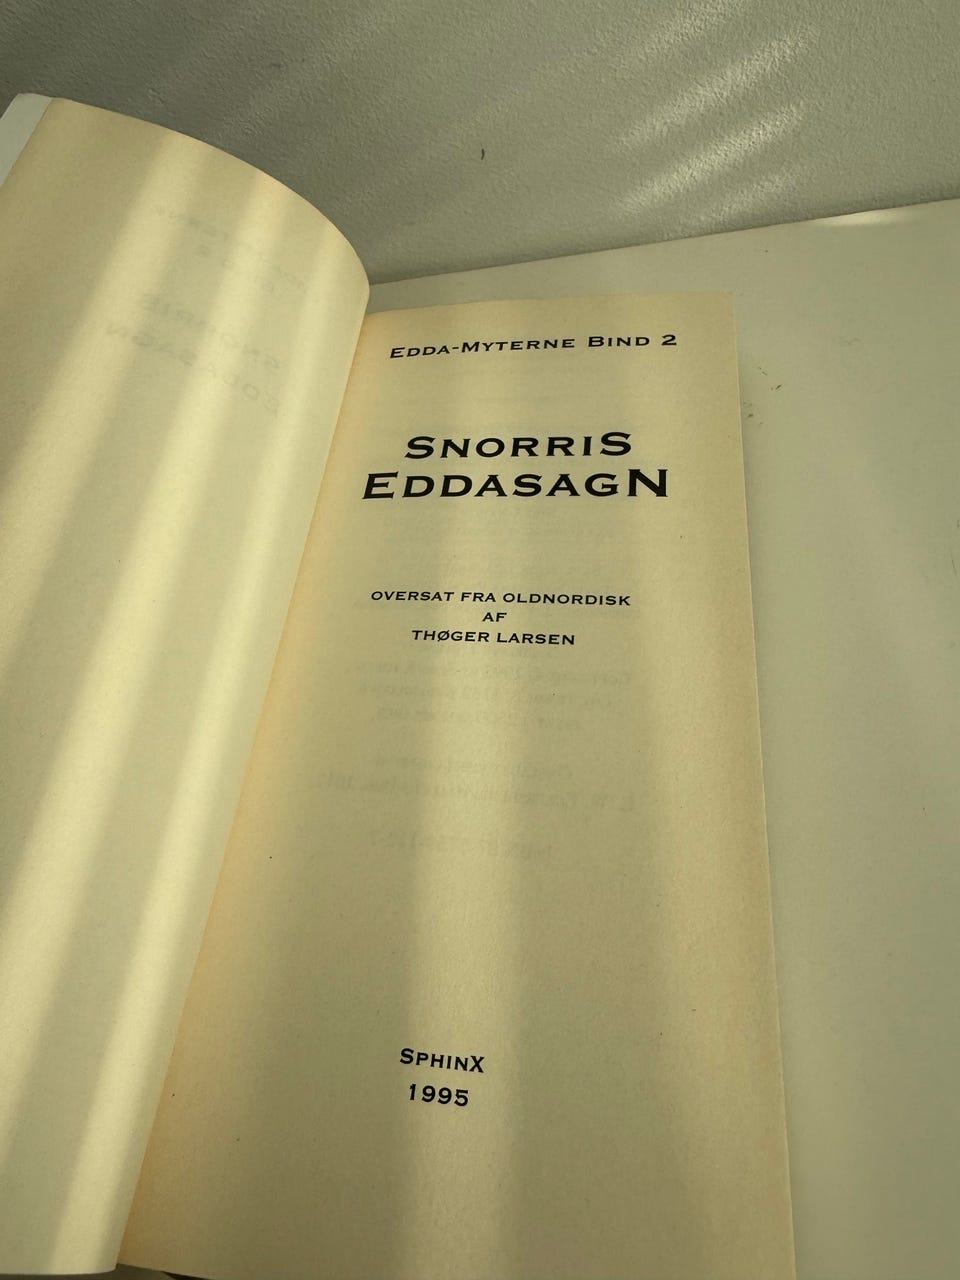 EDDA-MYTERNE BIND 2
SNORRIS
EDDASAGN
OVERSAT FRA OLDNORDISK
AF
THØGER LARSEN
SPHINX
1995